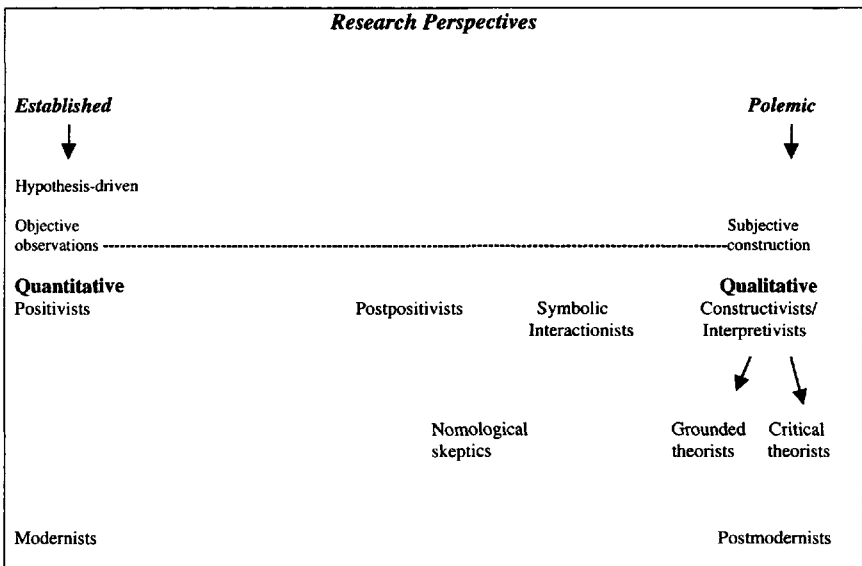 Research Perspectives
Established Polemic
Hypothesis-driven
Objective Subjective
observations construction
Quantitative Qualitative
Positivists Postpositivists Symbolic Constructivists/
Interactionists Interpretivists
Nomological Grounded Critical
skeptics theorists theorists
Modernists Postmodernists